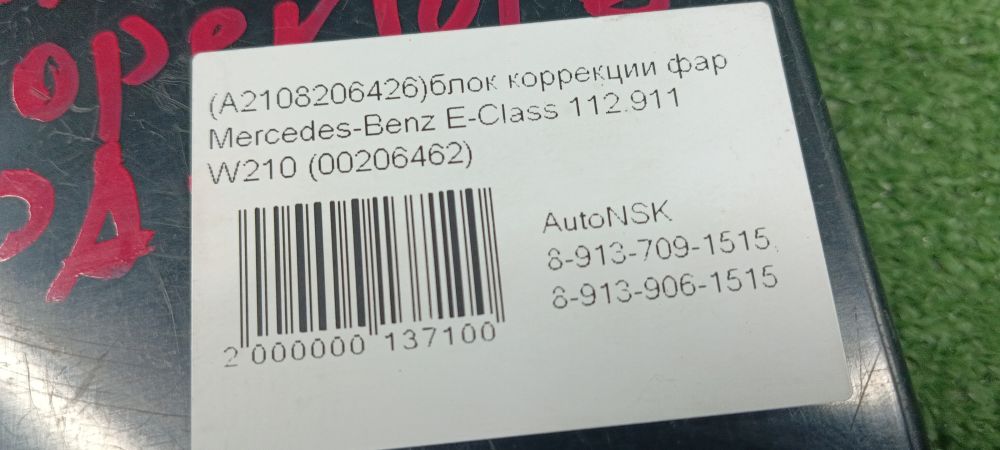 (A2108206426)блок коррекции фар
Mercedes-Benz E-Class 112.911
W210 (00206462)
AutoNSK
8-913-709-1515,
8-913-906-1515
2 000000 137100